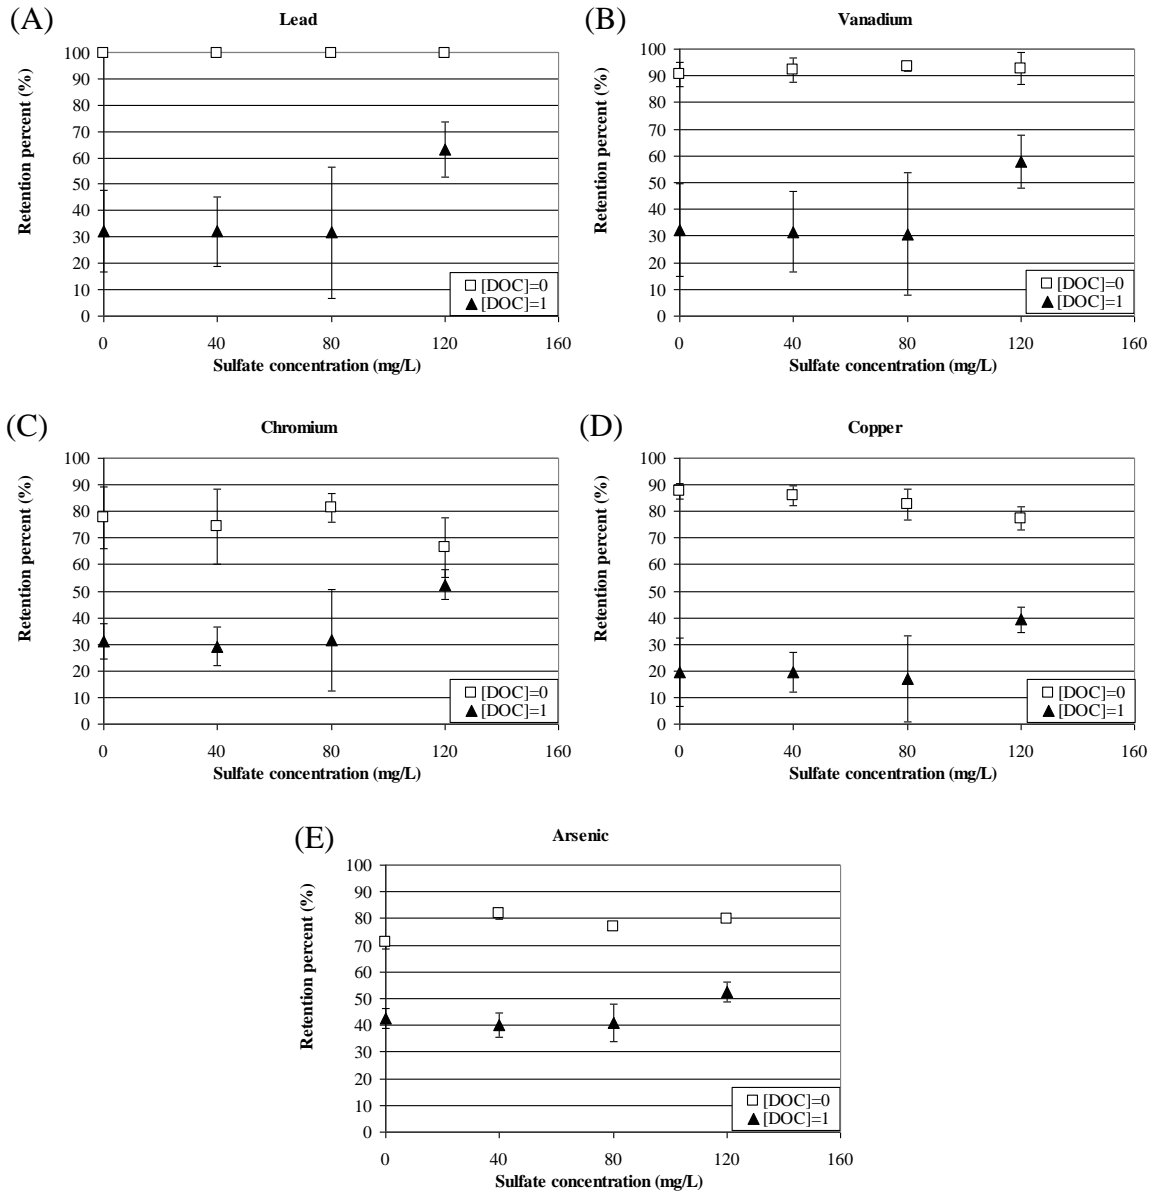 (A)
Lead
Retention percent (%)
100
90
80
70
60
50
40
30
20
10
0
[DOC]=0
[DOC]=1
0 40 80 120 160
Sulfate concentration (mg/L)
(B)
Vanadium
Retention percent (%)
100
90
80
70
60
50
40
30
20
10
0
[DOC]=0
[DOC]=1
0 40 80 120 160
Sulfate concentration (mg/L)
(C)
Chromium
Retention percent (%)
100
90
80
70
60
50
40
30
20
10
0
[DOC]=0
[DOC]=1
0 40 80 120 160
Sulfate concentration (mg/L)
(D)
Copper
Retention percent (%)
100
90
80
70
60
50
40
30
20
10
0
[DOC]=0
[DOC]=1
0 40 80 120 160
Sulfate concentration (mg/L)
(E)
Arsenic
Retention percent (%)
100
90
80
70
60
50
40
30
20
10
0
[DOC]=0
[DOC]=1
0 40 80 120 160
Sulfate concentration (mg/L)